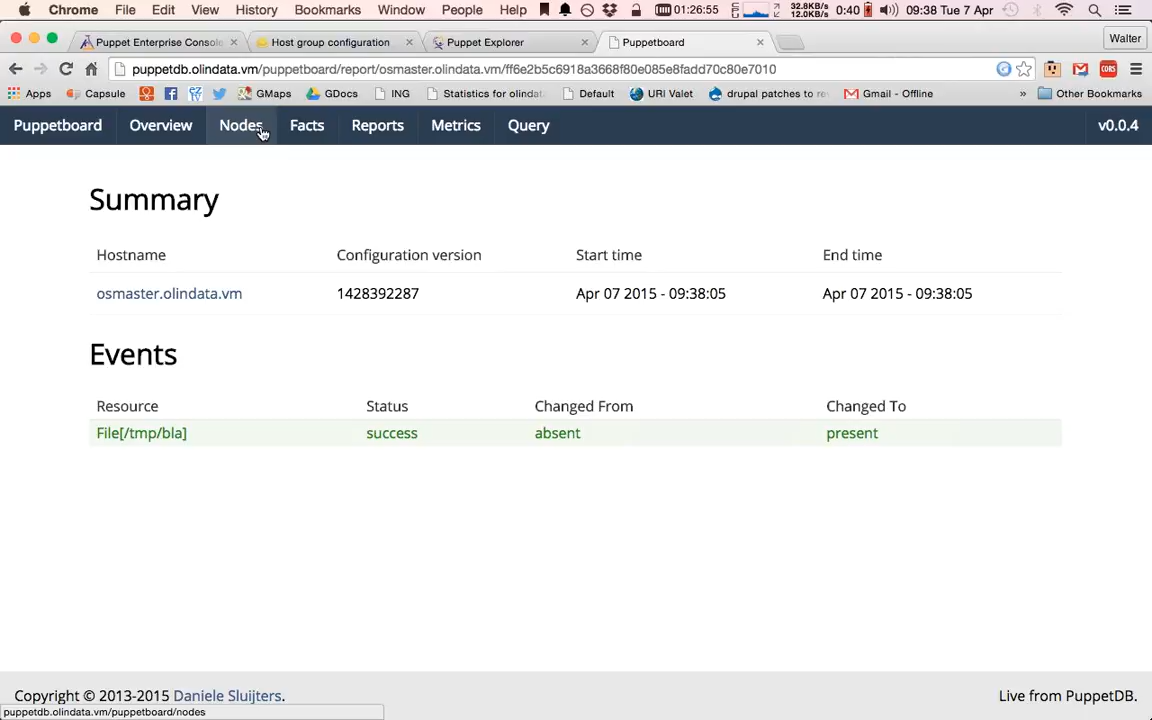 Chrome File Edit View History Bookmarks Window People Help 01:26:55 32.8KB/s 12.0KB/s 0:40 09:38 Tue 7 Apr
Puppet Enterprise Consol Host group configuration Puppet Explorer Puppetboard Walter
puppetdb.olindata.vm/puppetboard/report/osmaster.olindata.vm/ff6e2b5c6918a3668f80e085e8fadd70c80e7010 CORS
Apps Capsule GMaps GDocs ING Statistics for olindat Default URI Valet drupal patches to re Gmail - Offline » Other Bookmarks
Puppetboard Overview Nodes Facts Reports Metrics Query v0.0.4
Summary
Hostname Configuration version Start time End time
osmaster.olindata.vm 1428392287 Apr 07 2015 - 09:38:05 Apr 07 2015 - 09:38:05
Events
Resource Status Changed From Changed To
File[/tmp/bla] success absent present
Copyright © 2013-2015 Daniele Sluijters. Live from PuppetDB.
puppetdb.olindata.vm/puppetboard/nodes